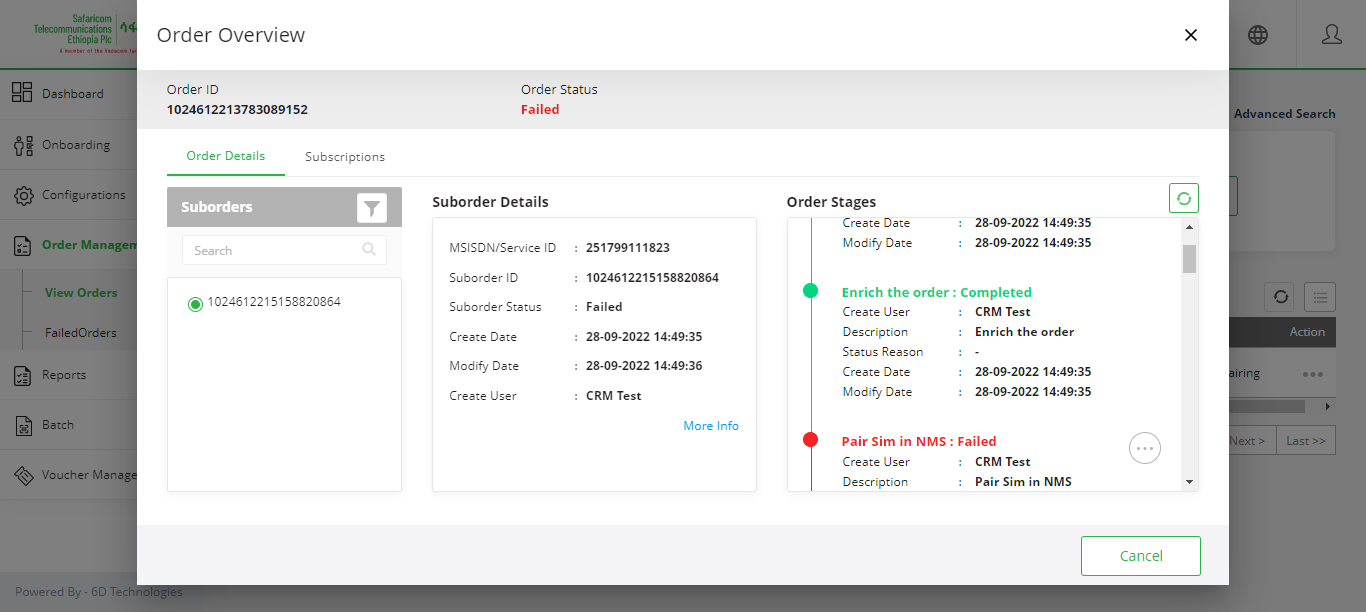 Safaricom
Telecommunications
Ethiopia Plc
A member of the Vodacom
Order Overview
Order ID
1024612213783089152
Order Status
Failed
Order Details
Subscriptions
Suborders
Search
1024612215158820864
Suborder Details
MSISDN/Service ID : 251799111823
Suborder ID : 1024612215158820864
Suborder Status : Failed
Create Date : 28-09-2022 14:49:35
Modify Date : 28-09-2022 14:49:36
Create User : CRM Test
More Info
Order Stages
Create Date : 28-09-2022 14:49:35
Modify Date : 28-09-2022 14:49:35
Enrich the order : Completed
Create User : CRM Test
Description : Enrich the order
Status Reason : -
Create Date : 28-09-2022 14:49:35
Modify Date : 28-09-2022 14:49:35
Pair Sim in NMS : Failed
Create User : CRM Test
Description : Pair Sim in NMS
Cancel
Dashboard
Onboarding
Configurations
Order Managem
View Orders
FailedOrders
Reports
Batch
Voucher Manage
Powered By - 6D Technologies
Advanced Search
Action
airing
Next >
Last >>